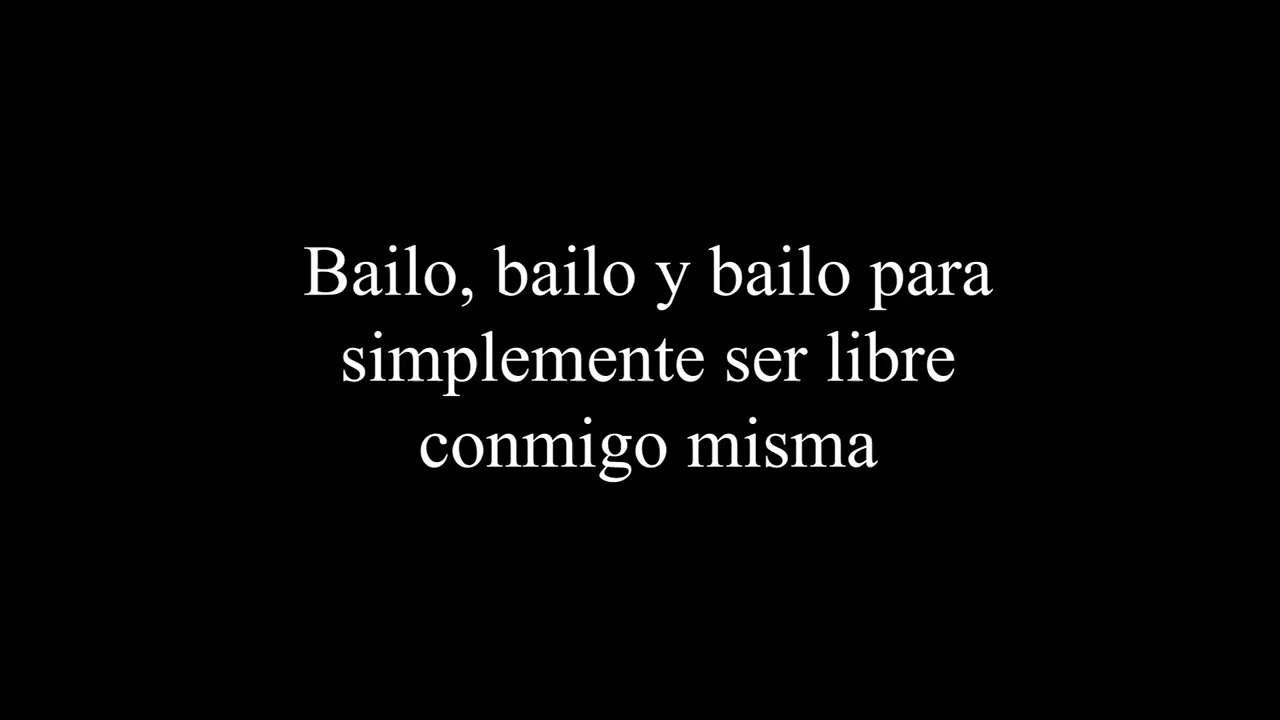 Bailo, bailo y bailo para
simplemente ser libre
conmigo misma